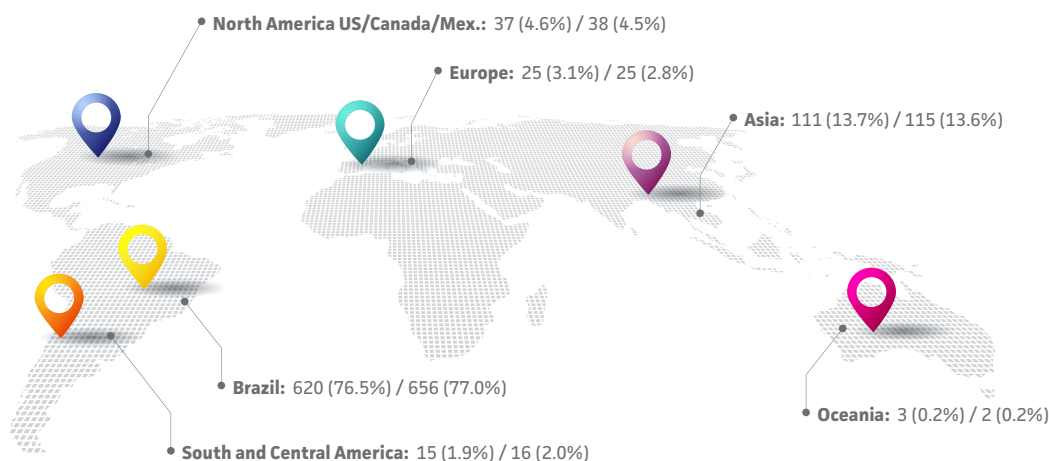 North America US/Canada/Mex.: 37 (4.6%) / 38 (4.5%)
Europe: 25 (3.1%) / 25 (2.8%)
Asia: 111 (13.7%) / 115 (13.6%)
Brazil: 620 (76.5%) / 656 (77.0%)
Oceania: 3 (0.2%) / 2 (0.2%)
South and Central America: 15 (1.9%) / 16 (2.0%)